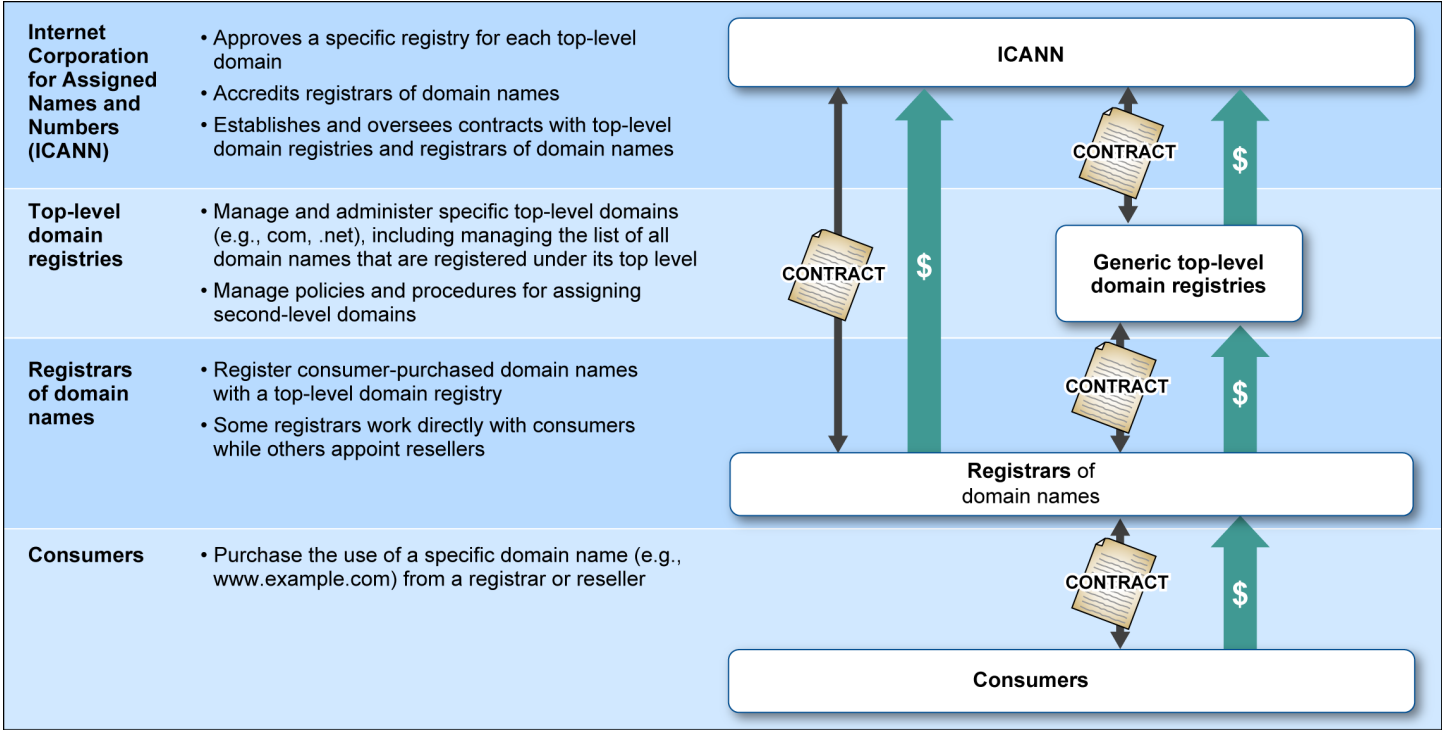 Internet
Corporation
for Assigned
Names and
Numbers
(ICANN)
• Approves a specific registry for each top-level
domain
• Accredits registrars of domain names
• Establishes and oversees contracts with top-level
domain registries and registrars of domain names
ICANN
CONTRACT
$
Top-level
domain
registries
• Manage and administer specific top-level domains
(e.g., com, .net), including managing the list of all
domain names that are registered under its top level
• Manage policies and procedures for assigning
second-level domains
CONTRACT
$
Generic top-level
domain registries
Registrars
of domain
names
• Register consumer-purchased domain names
with a top-level domain registry
• Some registrars work directly with consumers
while others appoint resellers
CONTRACT
$
Registrars of
domain names
Consumers
• Purchase the use of a specific domain name (e.g.,
www.example.com) from a registrar or reseller
CONTRACT
$
Consumers